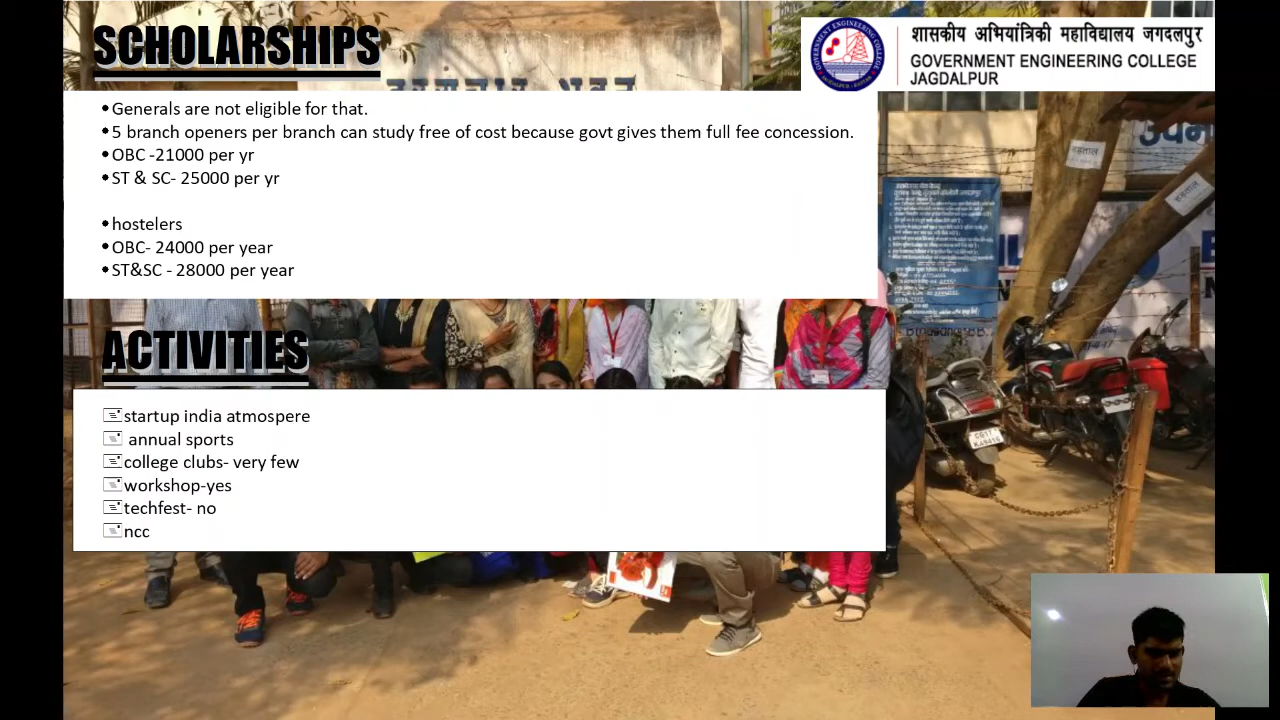 SCHOLARSHIPS
शासकीय अभियांत्रिकी महाविद्यालय जगदलपुर
GOVERNMENT ENGINEERING COLLEGE
JAGDALPUR
•Generals are not eligible for that.
•5 branch openers per branch can study free of cost because govt gives them full fee concession.
•OBC -21000 per yr
•ST & SC- 25000 per yr
•hostelers
•OBC- 24000 per year
•ST&SC - 28000 per year
ACTIVITIES
startup india atmospere
annual sports
college clubs- very few
workshop-yes
techfest- no
ncc
हड़ताल
हड़ताल
CG17